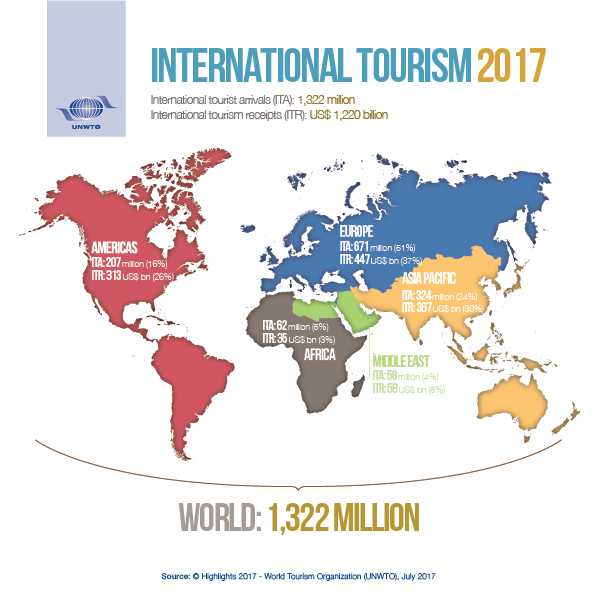 UNWTO
INTERNATIONAL TOURISM 2017
International tourist arrivals (ITA): 1,322 million
International tourism receipts (ITR): US$ 1,220 billion
AMERICAS
ITA: 207 million (16%)
ITR: 313 US$ bn (26%)
EUROPE
ITA: 671 million (51%)
ITR: 447 US$ bn (37%)
ASIA PACIFIC
ITA: 324 million (24%)
ITR: 367 US$ bn (30%)
ITA: 62 million (6%)
ITR: 35 US$ bn (3%)
AFRICA
MIDDLE EAST
ITA: 58 million (4%)
ITR: 58 US$ bn (6%)
WORLD: 1,322 MILLION
Source: © Highlights 2017 - World Tourism Organization (UNWTO), July 2017